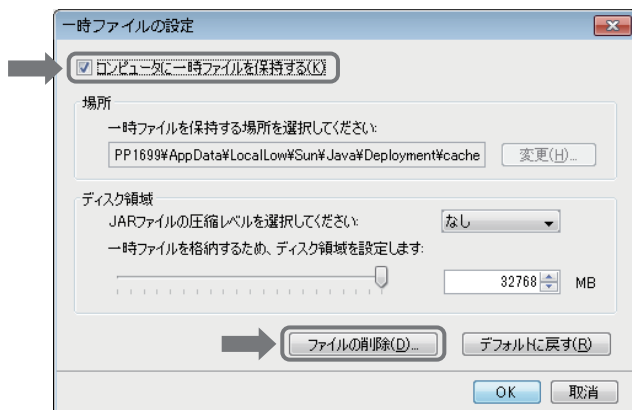 一時ファイルの設定
コンピュータに一時ファイルを保持する(K)
場所
一時ファイルを保持する場所を選択してください:
PP1699¥AppData¥LocalLow¥Sun¥Java¥Deployment¥cache 変更(H)...
ディスク領域
JARファイルの圧縮レベルを選択してください: なし
一時ファイルを格納するため、ディスク領域を設定します:
32768 MB
ファイルの削除(D)... デフォルトに戻す(R)
OK 取消